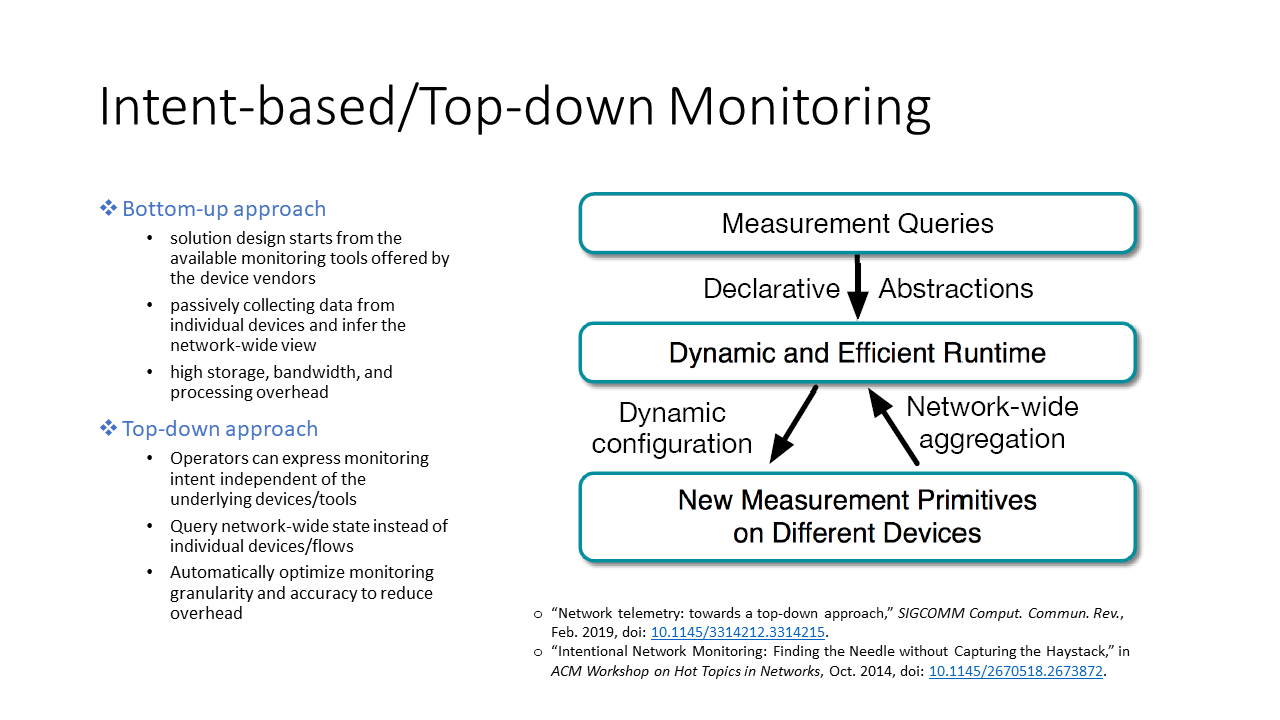 Intent-based/Top-down Monitoring
❖ Bottom-up approach
• solution design starts from the
available monitoring tools offered by
the device vendors
• passively collecting data from
individual devices and infer the
network-wide view
• high storage, bandwidth, and
processing overhead
❖ Top-down approach
• Operators can express monitoring
intent independent of the
underlying devices/tools
• Query network-wide state instead of
individual devices/flows
• Automatically optimize monitoring
granularity and accuracy to reduce
overhead
Measurement Queries
Declarative Abstractions
Dynamic and Efficient Runtime
Dynamic
configuration
Network-wide
aggregation
New Measurement Primitives
on Different Devices
o “Network telemetry: towards a top-down approach,” SIGCOMM Comput. Commun. Rev.,
Feb. 2019, doi: 10.1145/3314212.3314215.
o “Intentional Network Monitoring: Finding the Needle without Capturing the Haystack,” in
ACM Workshop on Hot Topics in Networks, Oct. 2014, doi: 10.1145/2670518.2673872.